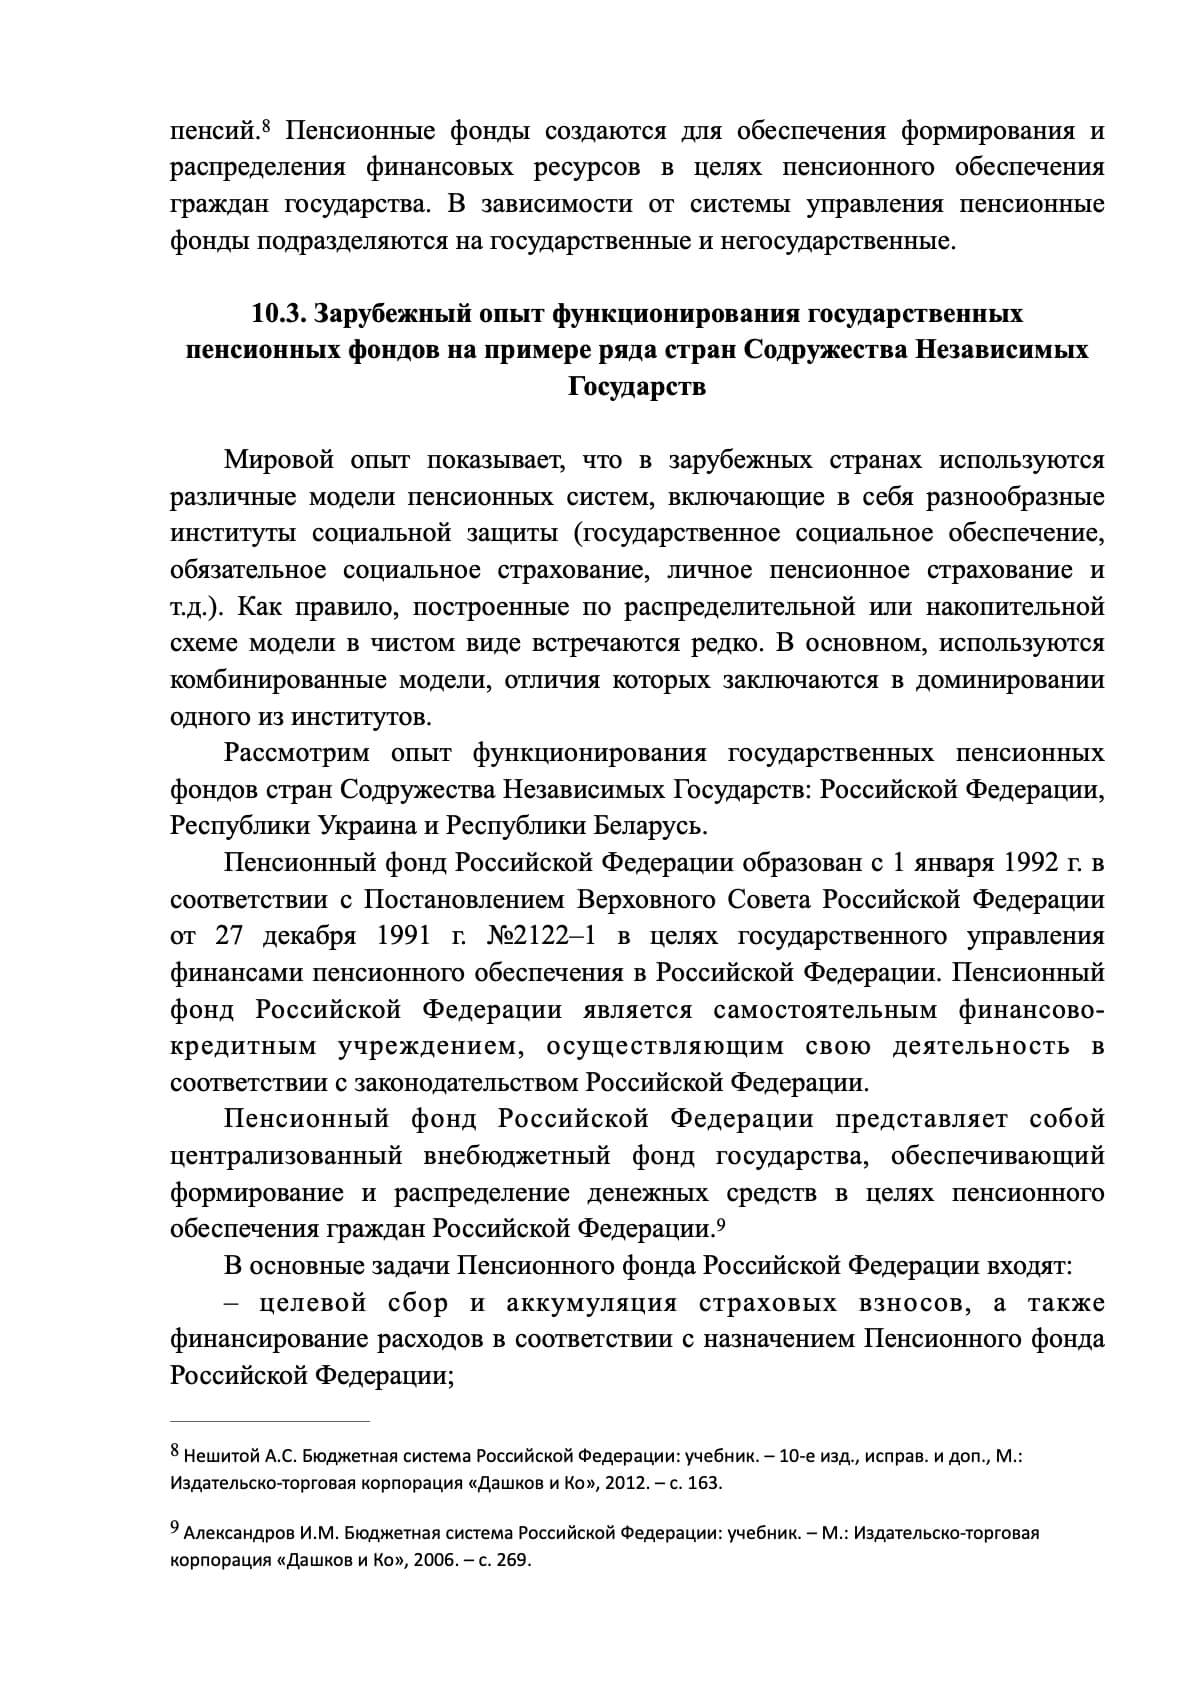 пенсий.⁸ Пенсионные фонды создаются для обеспечения формирования и
распределения финансовых ресурсов в целях пенсионного обеспечения
граждан государства. В зависимости от системы управления пенсионные
фонды подразделяются на государственные и негосударственные.
10.3. Зарубежный опыт функционирования государственных
пенсионных фондов на примере ряда стран Содружества Независимых
Государств
Мировой опыт показывает, что в зарубежных странах используются
различные модели пенсионных систем, включающие в себя разнообразные
институты социальной защиты (государственное социальное обеспечение,
обязательное социальное страхование, личное пенсионное страхование и
т.д.). Как правило, построенные по распределительной или накопительной
схеме модели в чистом виде встречаются редко. В основном, используются
комбинированные модели, отличия которых заключаются в доминировании
одного из институтов.
Рассмотрим опыт функционирования государственных пенсионных
фондов стран Содружества Независимых Государств: Российской Федерации,
Республики Украина и Республики Беларусь.
Пенсионный фонд Российской Федерации образован с 1 января 1992 г. в
соответствии с Постановлением Верховного Совета Российской Федерации
от 27 декабря 1991 г. №2122–1 в целях государственного управления
финансами пенсионного обеспечения в Российской Федерации. Пенсионный
фонд Российской Федерации является самостоятельным финансово-
кредитным учреждением, осуществляющим свою деятельность в
соответствии с законодательством Российской Федерации.
Пенсионный фонд Российской Федерации представляет собой
централизованный внебюджетный фонд государства, обеспечивающий
формирование и распределение денежных средств в целях пенсионного
обеспечения граждан Российской Федерации.⁹
В основные задачи Пенсионного фонда Российской Федерации входят:
– целевой сбор и аккумуляция страховых взносов, а также
финансирование расходов в соответствии с назначением Пенсионного фонда
Российской Федерации;
⁸ Нешитой А.С. Бюджетная система Российской Федерации: учебник. – 10-е изд., исправ. и доп., М.:
Издательско-торговая корпорация «Дашков и Ко», 2012. – с. 163.
⁹ Александров И.М. Бюджетная система Российской Федерации: учебник. – М.: Издательско-торговая
корпорация «Дашков и Ко», 2006. – с. 269.